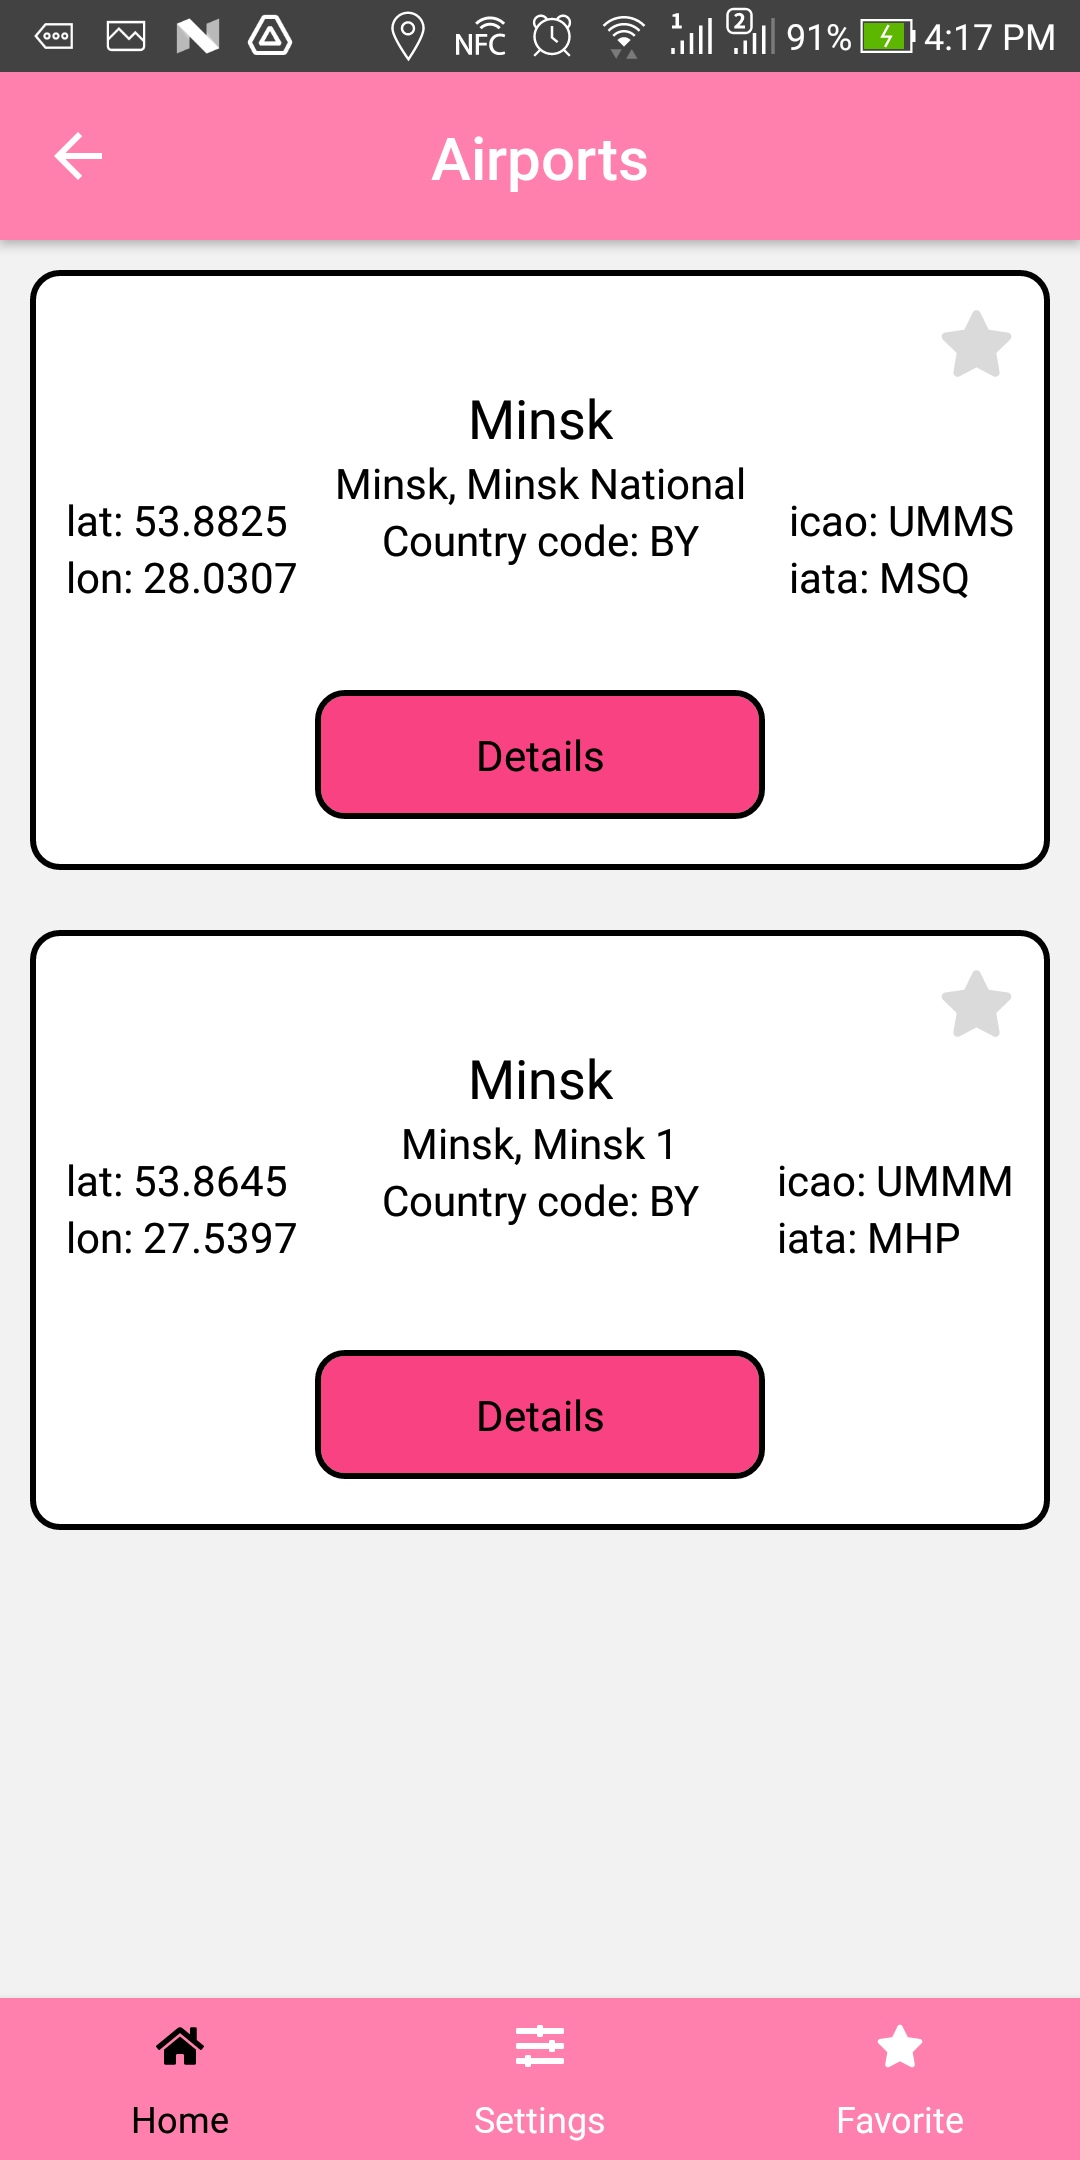 NFC 1 2 91% 4:17 PM
Airports
Minsk
Minsk, Minsk National
Country code: BY
lat: 53.8825
lon: 28.0307
icao: UMMS
iata: MSQ
Details
Minsk
Minsk, Minsk 1
Country code: BY
lat: 53.8645
lon: 27.5397
icao: UMMM
iata: MHP
Details
Home
Settings
Favorite